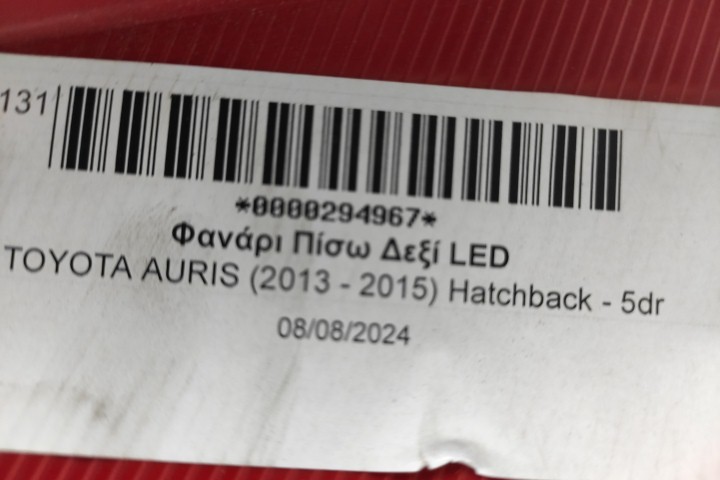 131
*0000294967*
Φανάρι Πίσω Δεξί LED
TOYOTA AURIS (2013 - 2015) Hatchback - 5dr
08/08/2024